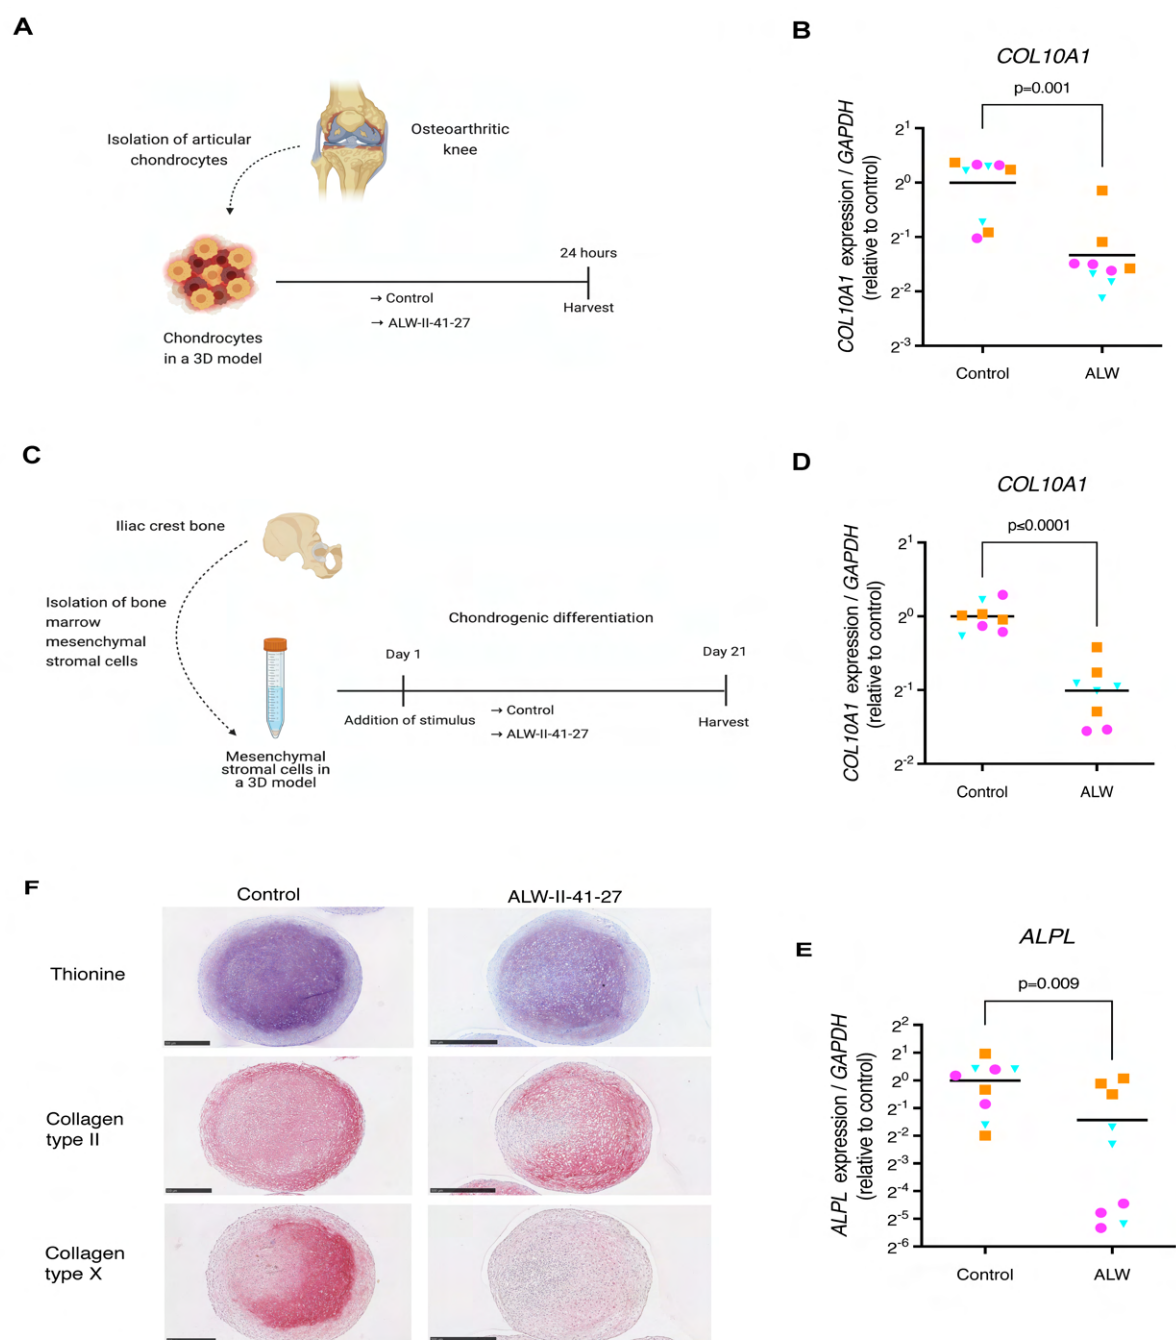 A
Isolation of articular
chondrocytes
Osteoarthritic
knee
Chondrocytes
in a 3D model
→ Control
→ ALW-II-41-27
24 hours
Harvest
B
COL10A1
p=0.001
COL10A1 expression / GAPDH
(relative to control)
2^1
2^0
2^-1
2^-2
2^-3
Control ALW
C
Iliac crest bone
Isolation of bone
marrow
mesenchymal
stromal cells
Mesenchymal
stromal cells in
a 3D model
Chondrogenic differentiation
Day 1
Day 21
Addition of stimulus
→ Control
→ ALW-II-41-27
Harvest
D
COL10A1
p≤0.0001
COL10A1 expression / GAPDH
(relative to control)
2^1
2^0
2^-1
2^-2
Control ALW
F
Control ALW-II-41-27
Thionine
Collagen
type II
Collagen
type X
E
ALPL
p=0.009
ALPL expression / GAPDH
(relative to control)
2^2
2^1
2^0
2^-1
2^-2
2^-3
2^-4
2^-5
2^-6
Control ALW